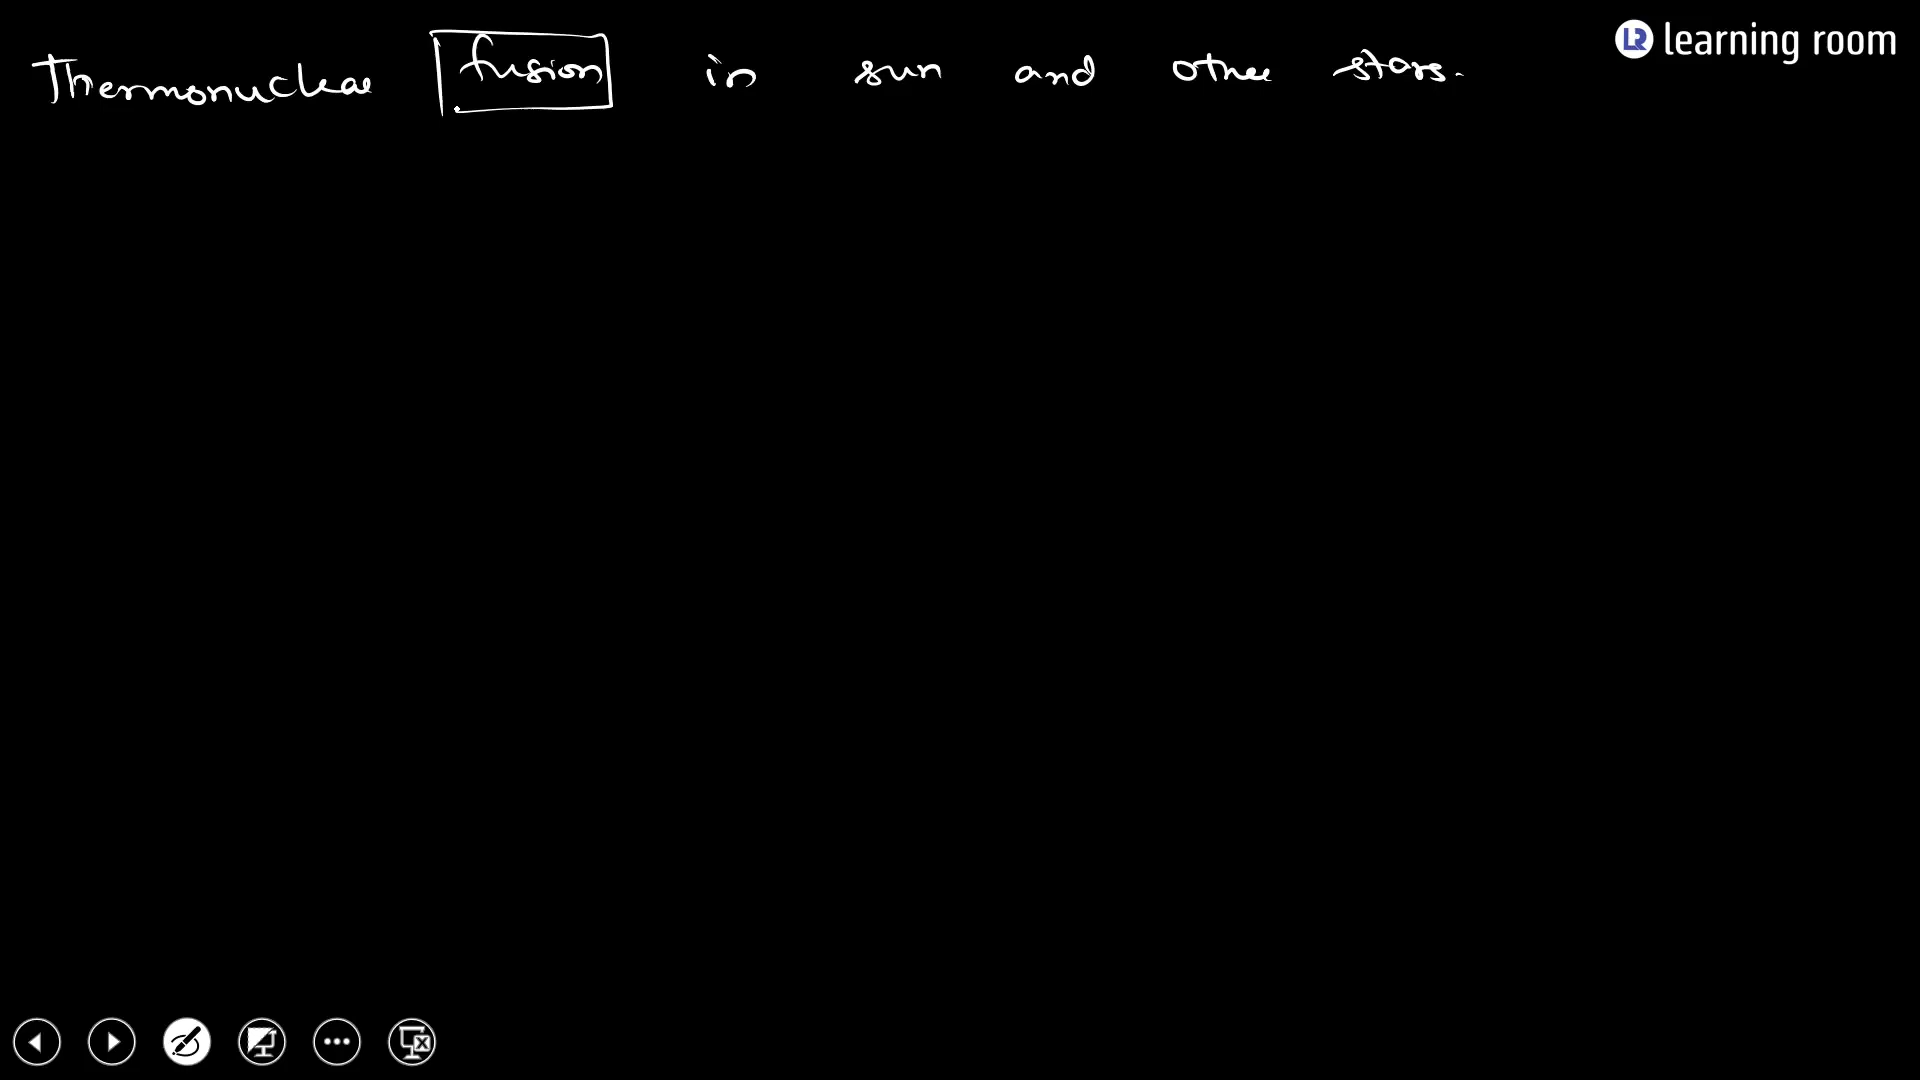 Thermonuclear fusion in sun and other stars.
learning room